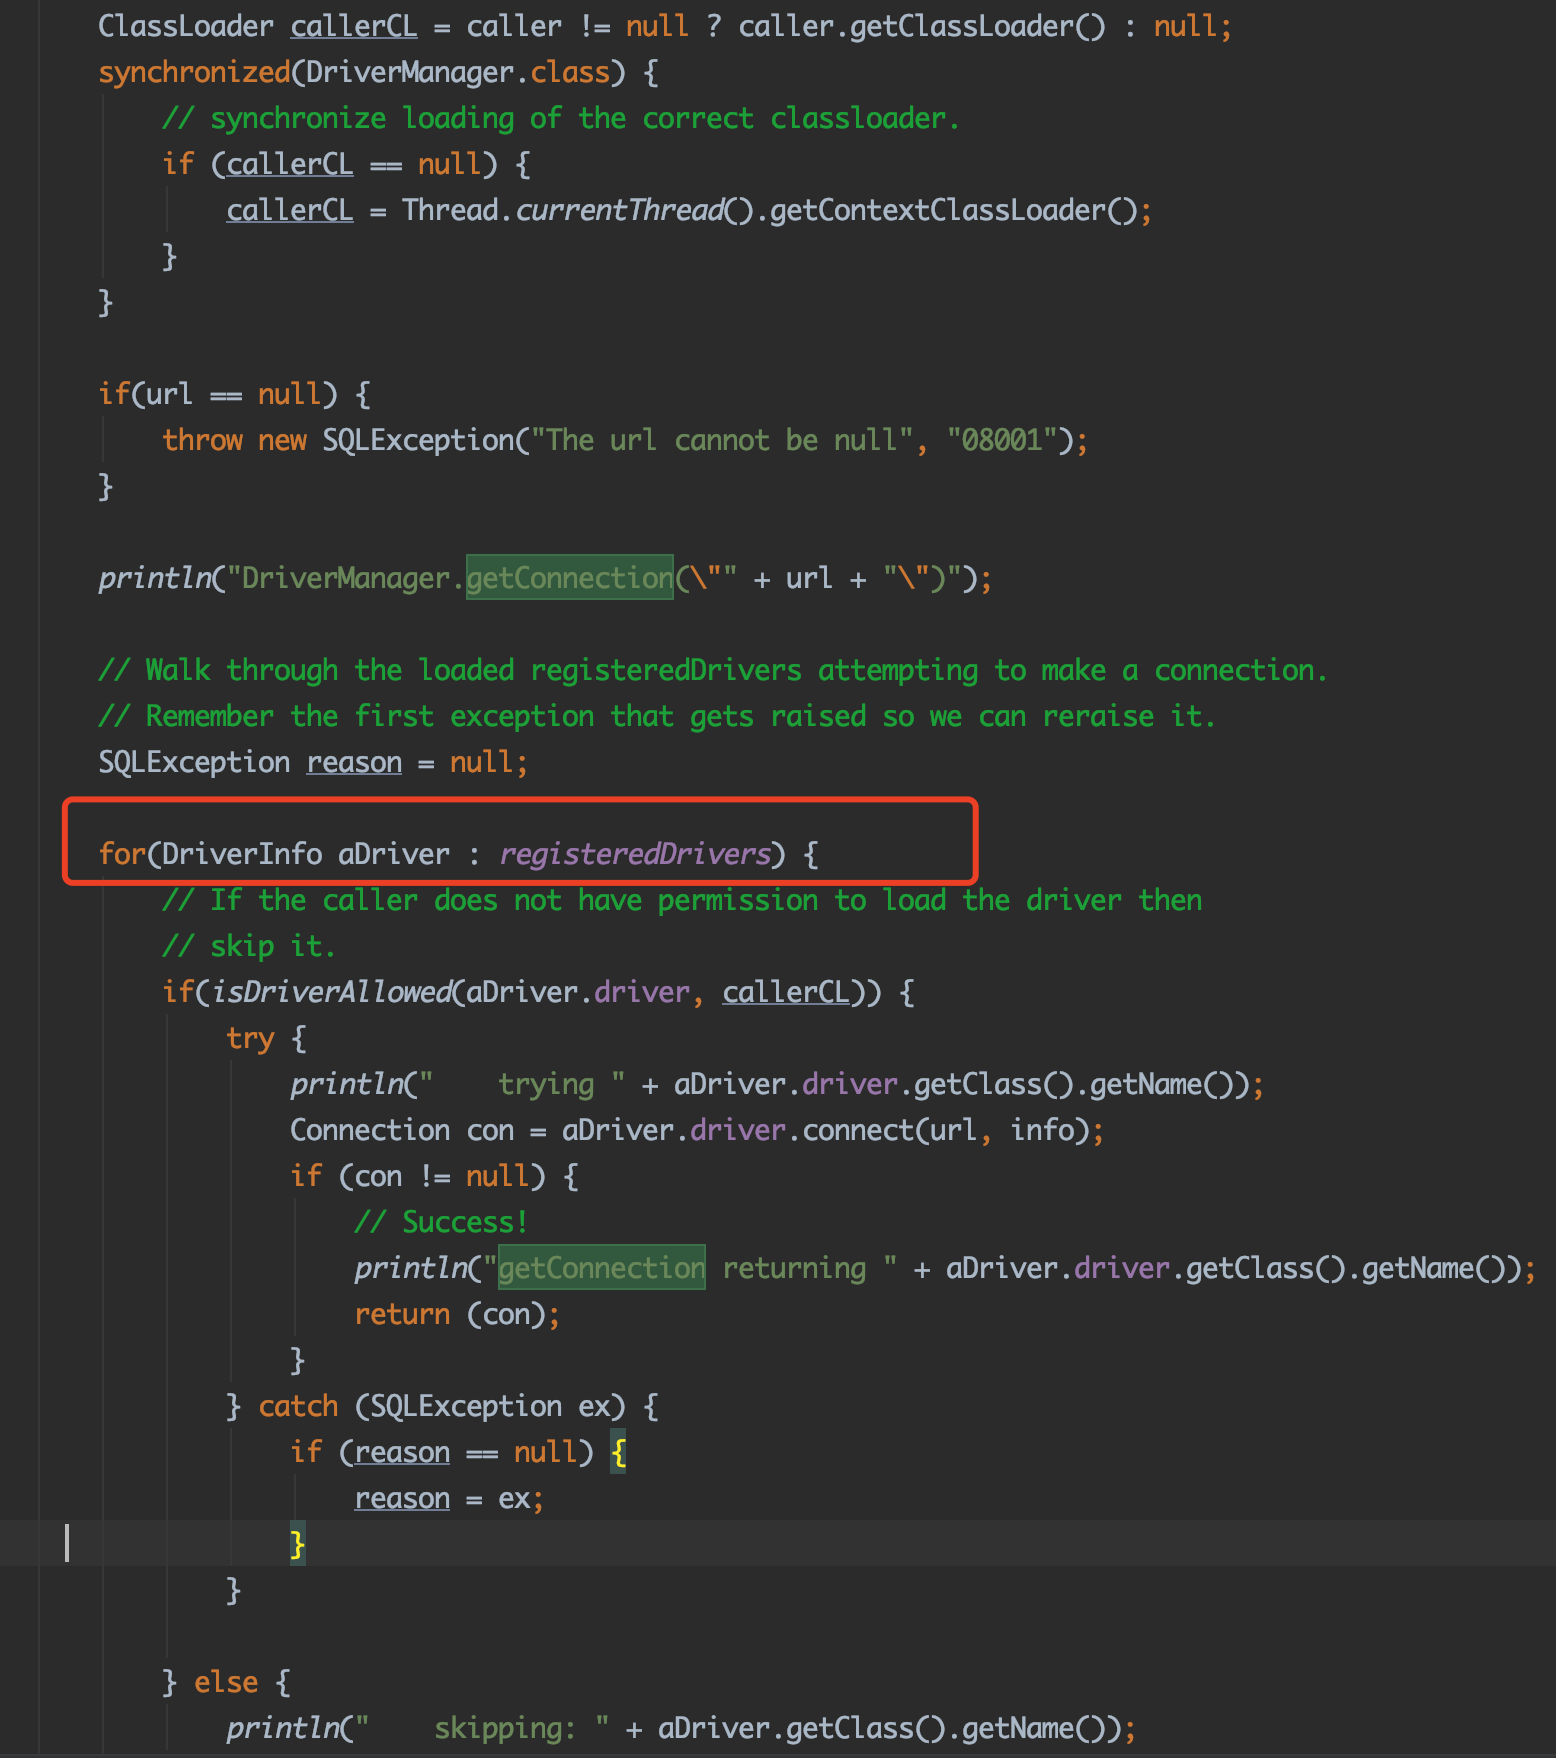 ClassLoader callerCL = caller != null ? caller.getClassLoader() : null;
synchronized(DriverManager.class) {
// synchronize loading of the correct classloader.
if (callerCL == null) {
callerCL = Thread.currentThread().getContextClassLoader();
}
}
if(url == null) {
throw new SQLException("The url cannot be null", "08001");
}
println("DriverManager.getConnection(\"" + url + "\")");
// Walk through the loaded registeredDrivers attempting to make a connection.
// Remember the first exception that gets raised so we can reraise it.
SQLException reason = null;
for(DriverInfo aDriver : registeredDrivers) {
// If the caller does not have permission to load the driver then
// skip it.
if(isDriverAllowed(aDriver.driver, callerCL)) {
try {
println("    trying " + aDriver.driver.getClass().getName());
Connection con = aDriver.driver.connect(url, info);
if (con != null) {
// Success!
println("getConnection returning " + aDriver.driver.getClass().getName());
return (con);
}
} catch (SQLException ex) {
if (reason == null) {
reason = ex;
}
}
} else {
println("    skipping: " + aDriver.getClass().getName());